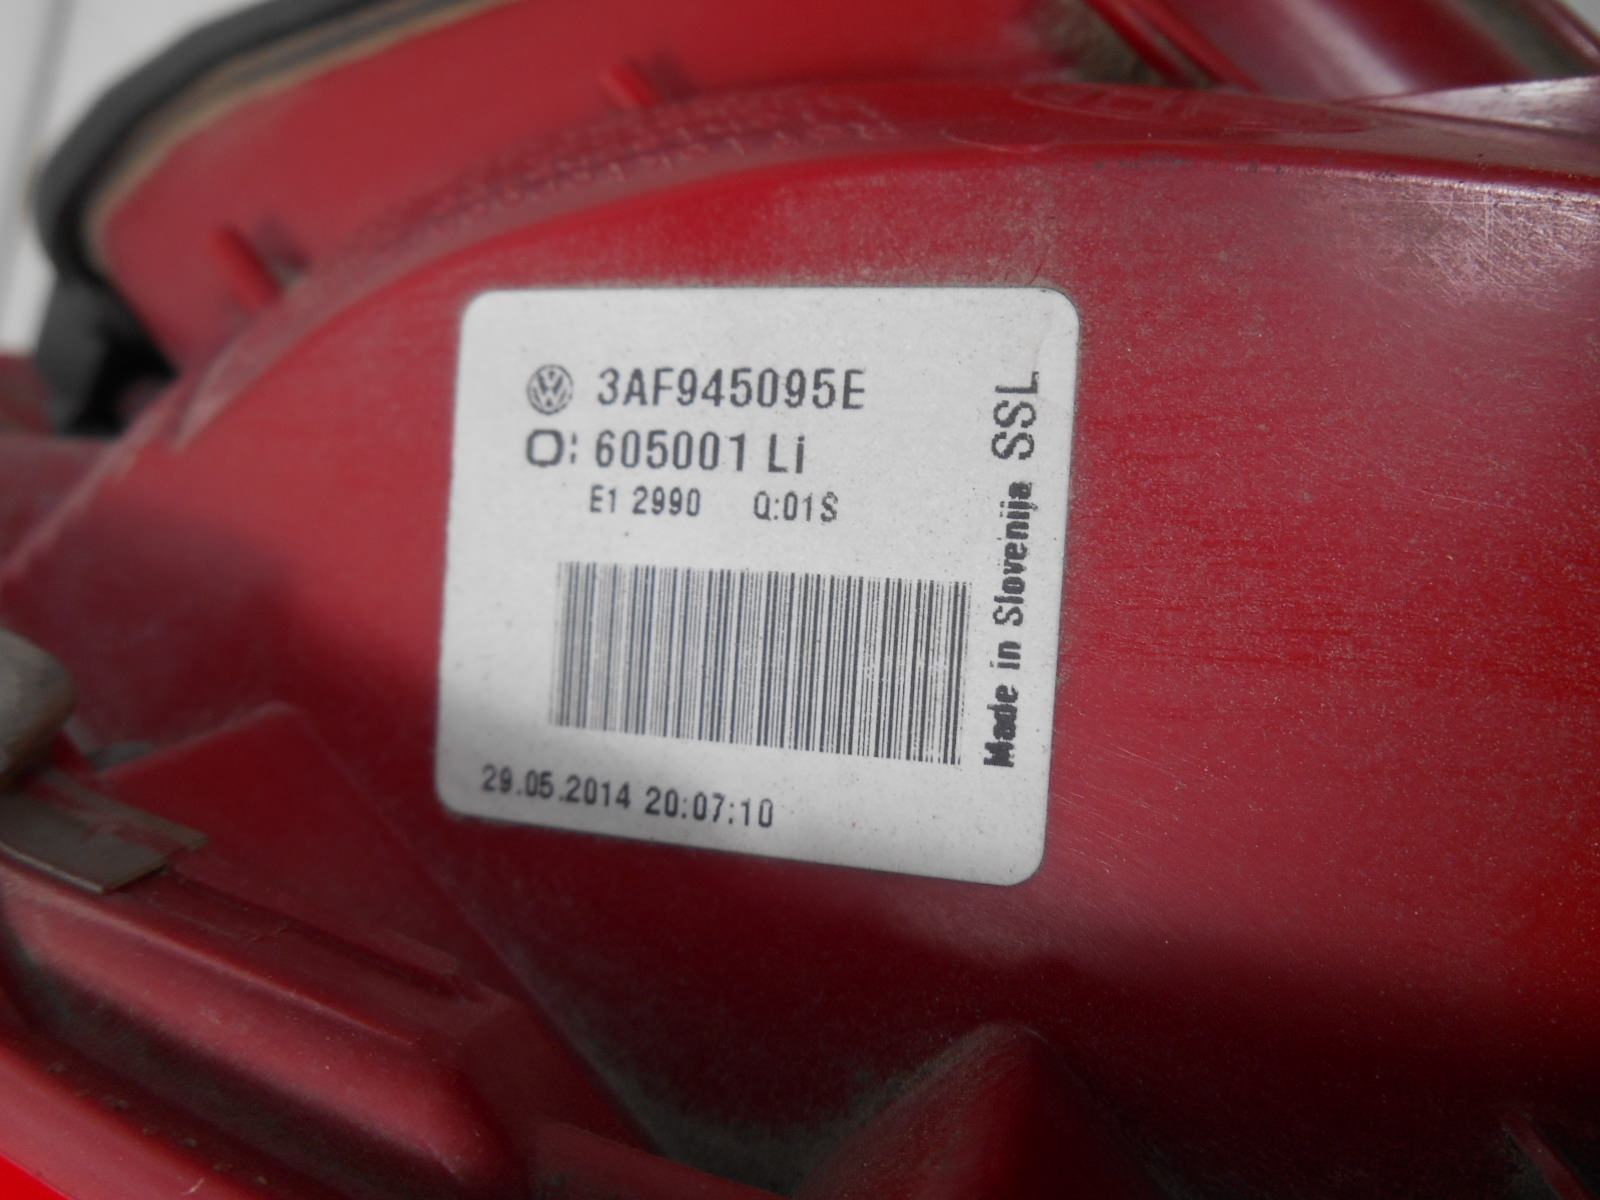 3AF945095E
O: 605001 Li
E1 2990 Q:01S
Made in Slovenija SSL
29.05.2014 20:07:10